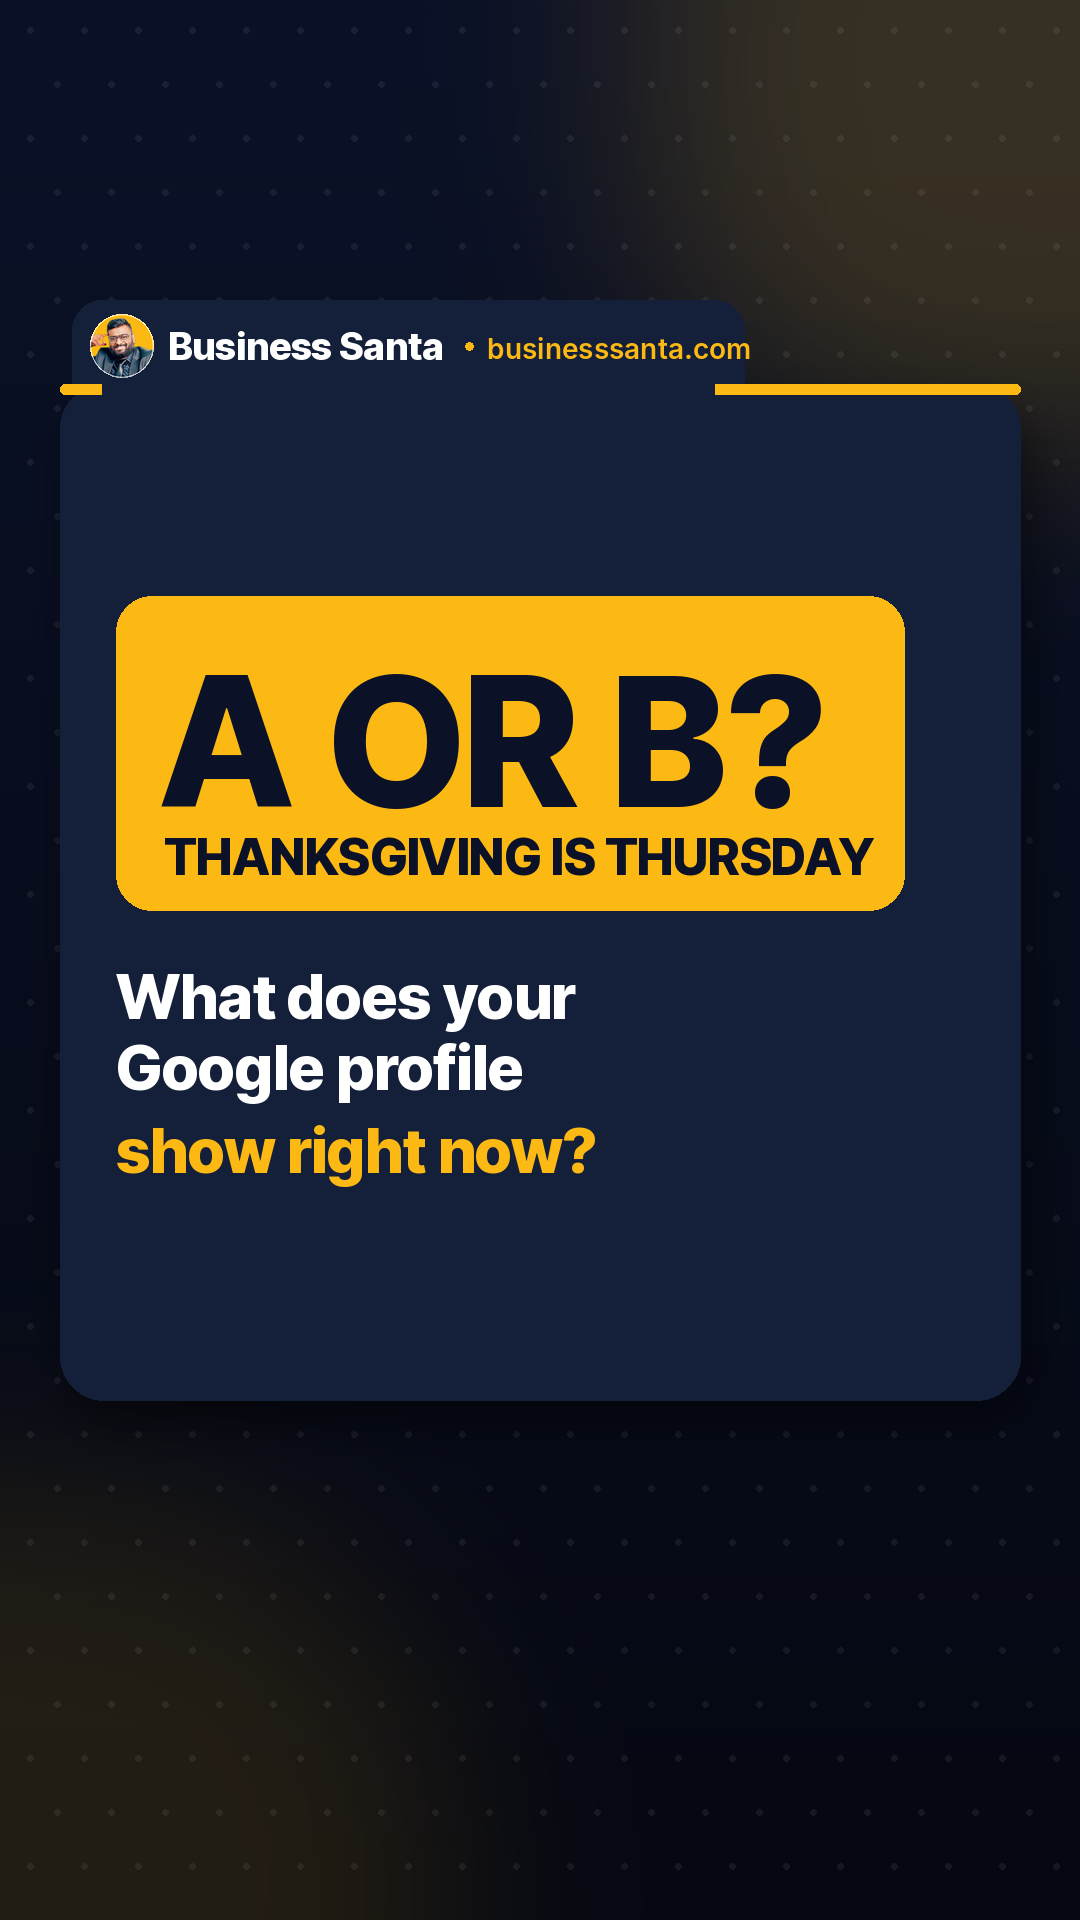 Business Santa • businesssanta.com
A OR B?
THANKSGIVING IS THURSDAY
What does your
Google profile
show right now?